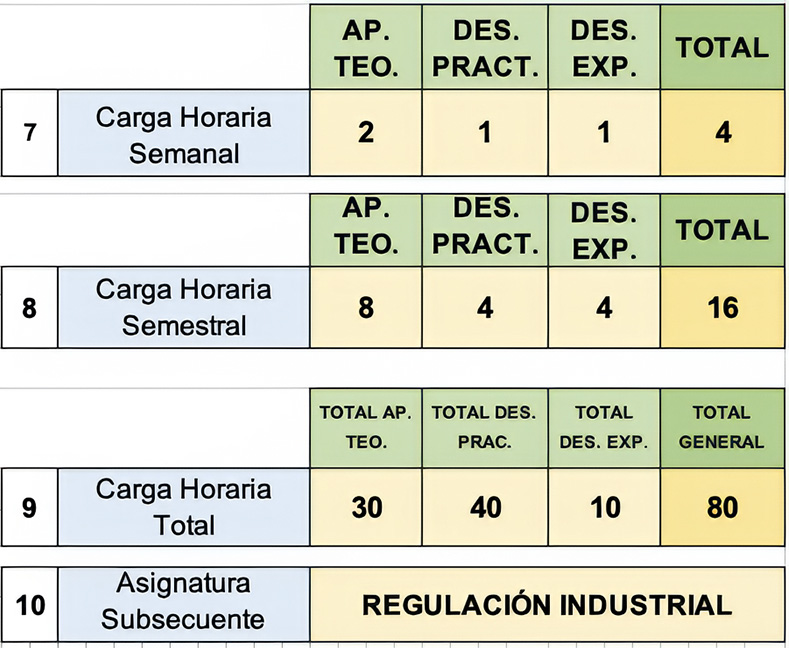 AP. TEO. DES. PRACT. DES. EXP. TOTAL
7 Carga Horaria Semanal 2 1 1 4
AP. TEO. DES. PRACT. DES. EXP. TOTAL
8 Carga Horaria Semestral 8 4 4 16
TOTAL AP. TEO. TOTAL DES. PRAC. TOTAL DES. EXP. TOTAL GENERAL
9 Carga Horaria Total 30 40 10 80
10 Asignatura Subsecuente REGULACIÓN INDUSTRIAL